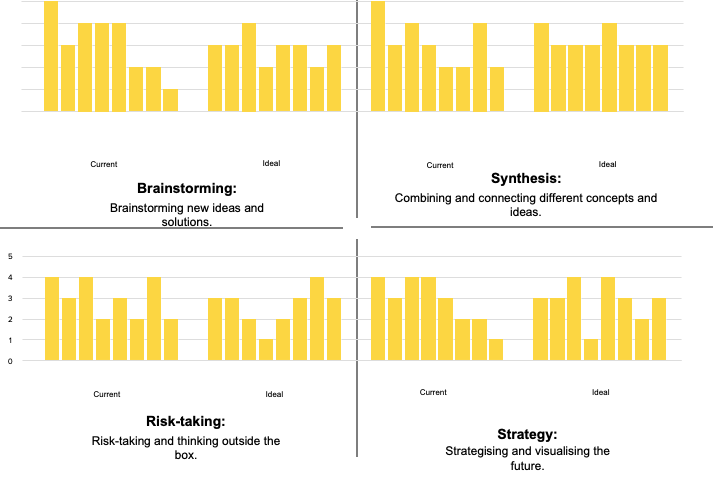 Current
Ideal
Brainstorming:
Brainstorming new ideas and
solutions.
Current
Ideal
Synthesis:
Combining and connecting different concepts and
ideas.
5
4
3
2
1
0
Current
Ideal
Risk-taking:
Risk-taking and thinking outside the
box.
Current
Ideal
Strategy:
Strategising and visualising the
future.